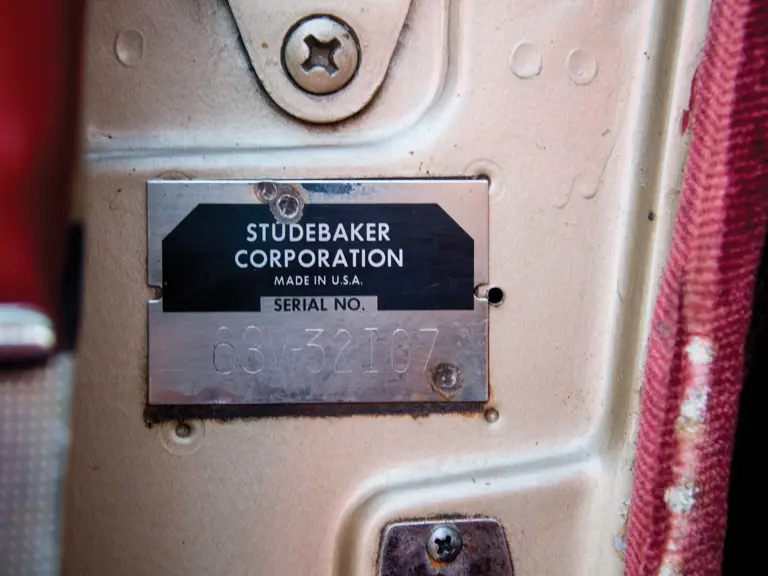 STUDEBAKER
CORPORATION
MADE IN U.S.A.
SERIAL NO.
63V-32107